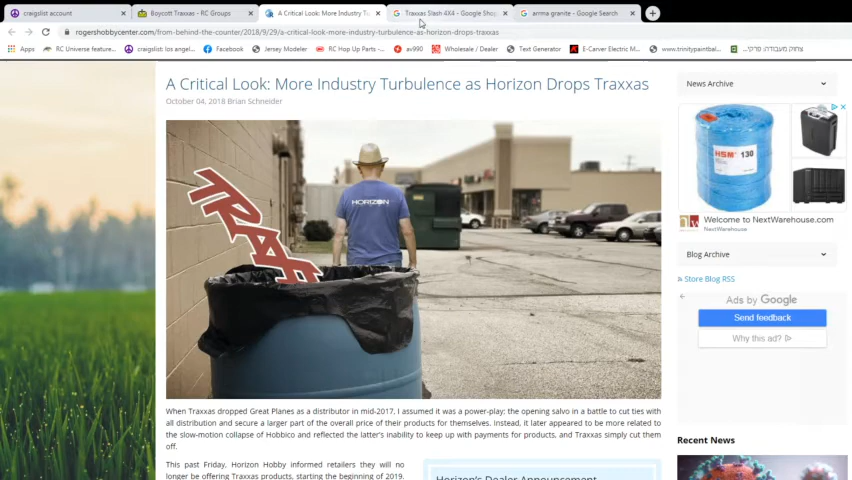 craigslist account
Boycott Traxxas - RC Groups
A Critical Look: More Industry T
Traxxas Slash 4X4 - Google Shop
arrma granite - Google Search
rogershobbycenter.com/from-behind-the-counter/2018/9/29/a-critical-look-more-industry-turbulence-as-horizon-drops-traxxas
Apps
RC Universe feature...
craigslist los angel...
Facebook
Jersey Modeler
RC Hop Up Parts -...
av990
Wholesale / Dealer
Text Generator
E-Carver Electric M...
www.trinitypaintbal...
A Critical Look: More Industry Turbulence as Horizon Drops Traxxas
October 04, 2018 Brian Schneider
HORIZON
When Traxxas dropped Great Planes as a distributor in mid-2017, I assumed it was a power-play: the opening salvo in a battle to cut ties with
all distribution and secure a larger part of the overall price of their products for themselves. Instead, it later appeared to be more related to
the slow-motion collapse of Hobbico and reflected the latter's inability to keep up with payments for products, and Traxxas simply cut them
off.
This past Friday, Horizon Hobby informed retailers they will no
longer be offering Traxxas products, starting the beginning of 2019.
Horizon's Dealer Announcement
News Archive
HSM
130
Welcome to NextWarehouse.com
NextWarehouse
Blog Archive
Store Blog RSS
Ads by Google
Send feedback
Why this ad?
Recent News